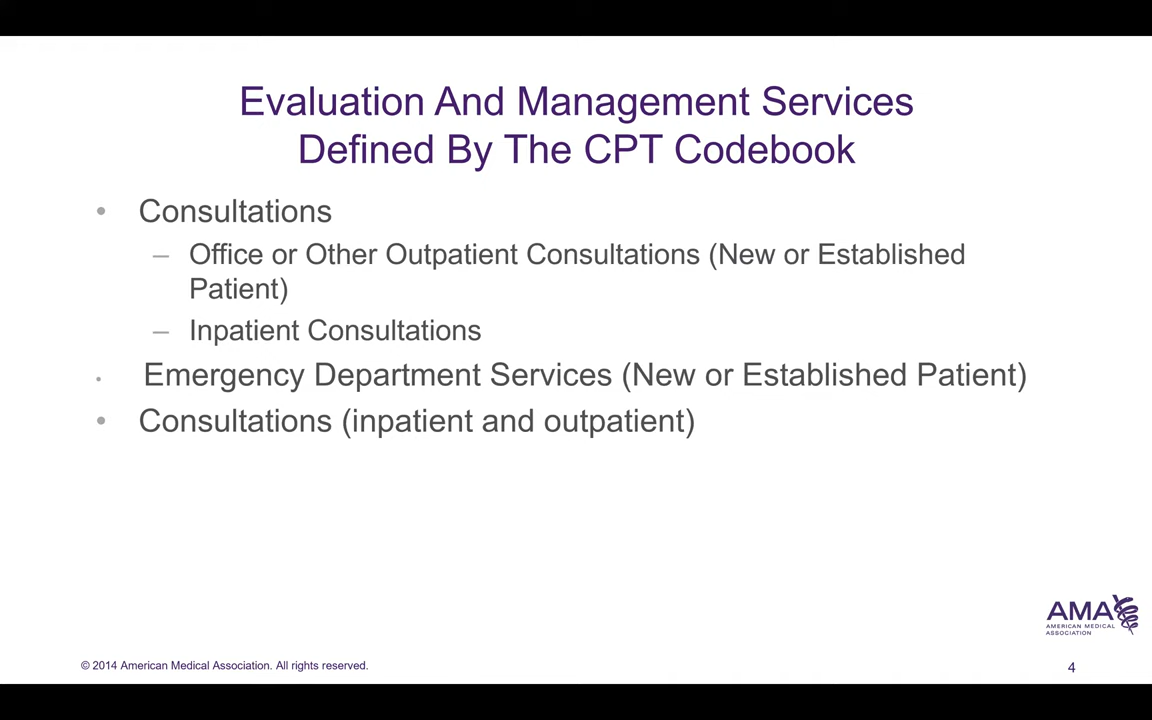 Evaluation And Management Services
Defined By The CPT Codebook
• Consultations
– Office or Other Outpatient Consultations (New or Established
Patient)
– Inpatient Consultations
• Emergency Department Services (New or Established Patient)
• Consultations (inpatient and outpatient)
AMA
AMERICAN MEDICAL
ASSOCIATION
© 2014 American Medical Association. All rights reserved.
4